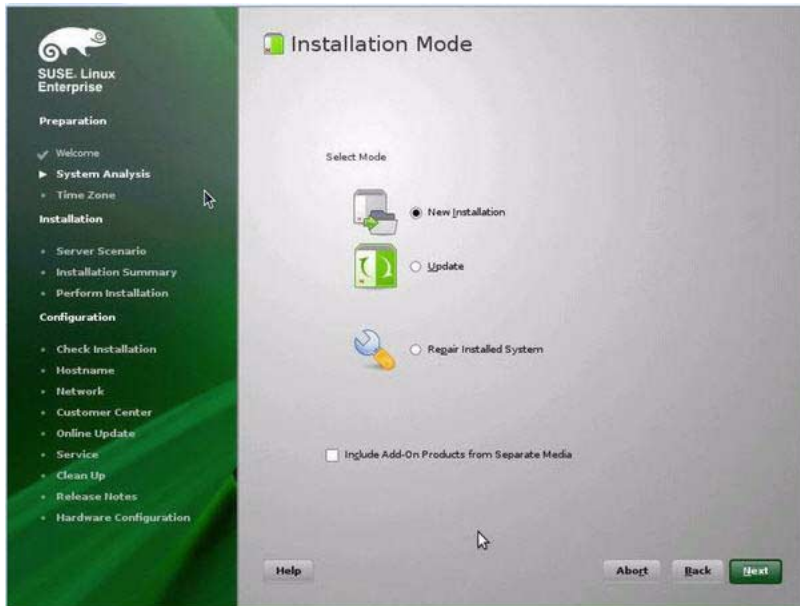 SUSE. Linux
Enterprise
Preparation
Welcome
System Analysis
Time Zone
Installation
Server Scenario
Installation Summary
Perform Installation
Configuration
Check Installation
Hostname
Network
Customer Center
Online Update
Service
Clean Up
Release Notes
Hardware Configuration
Installation Mode
Select Mode
New Installation
Update
Repair Installed System
Include Add-On Products from Separate Media
Help
Abort
Back
Next